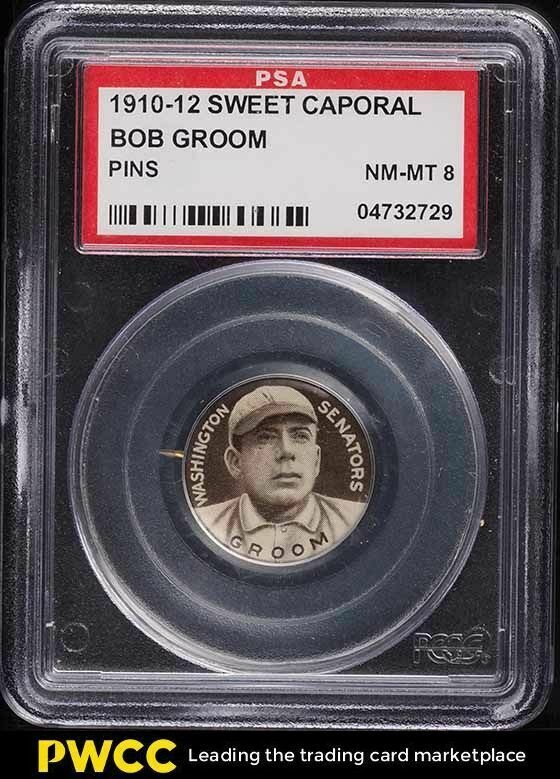 PSA
1910-12 SWEET CAPORAL
BOB GROOM
PINS
NM-MT 8
04732729
WASHINGTON SENATORS
GROOM
PSA
PWCC Leading the trading card marketplace